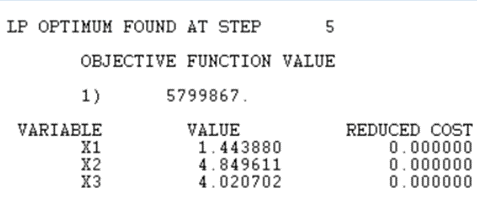 LP OPTIMUM FOUND AT STEP 5
OBJECTIVE FUNCTION VALUE
1) 5799867.
VARIABLE VALUE REDUCED COST
X1 1.443880 0.000000
X2 4.849611 0.000000
X3 4.020702 0.000000